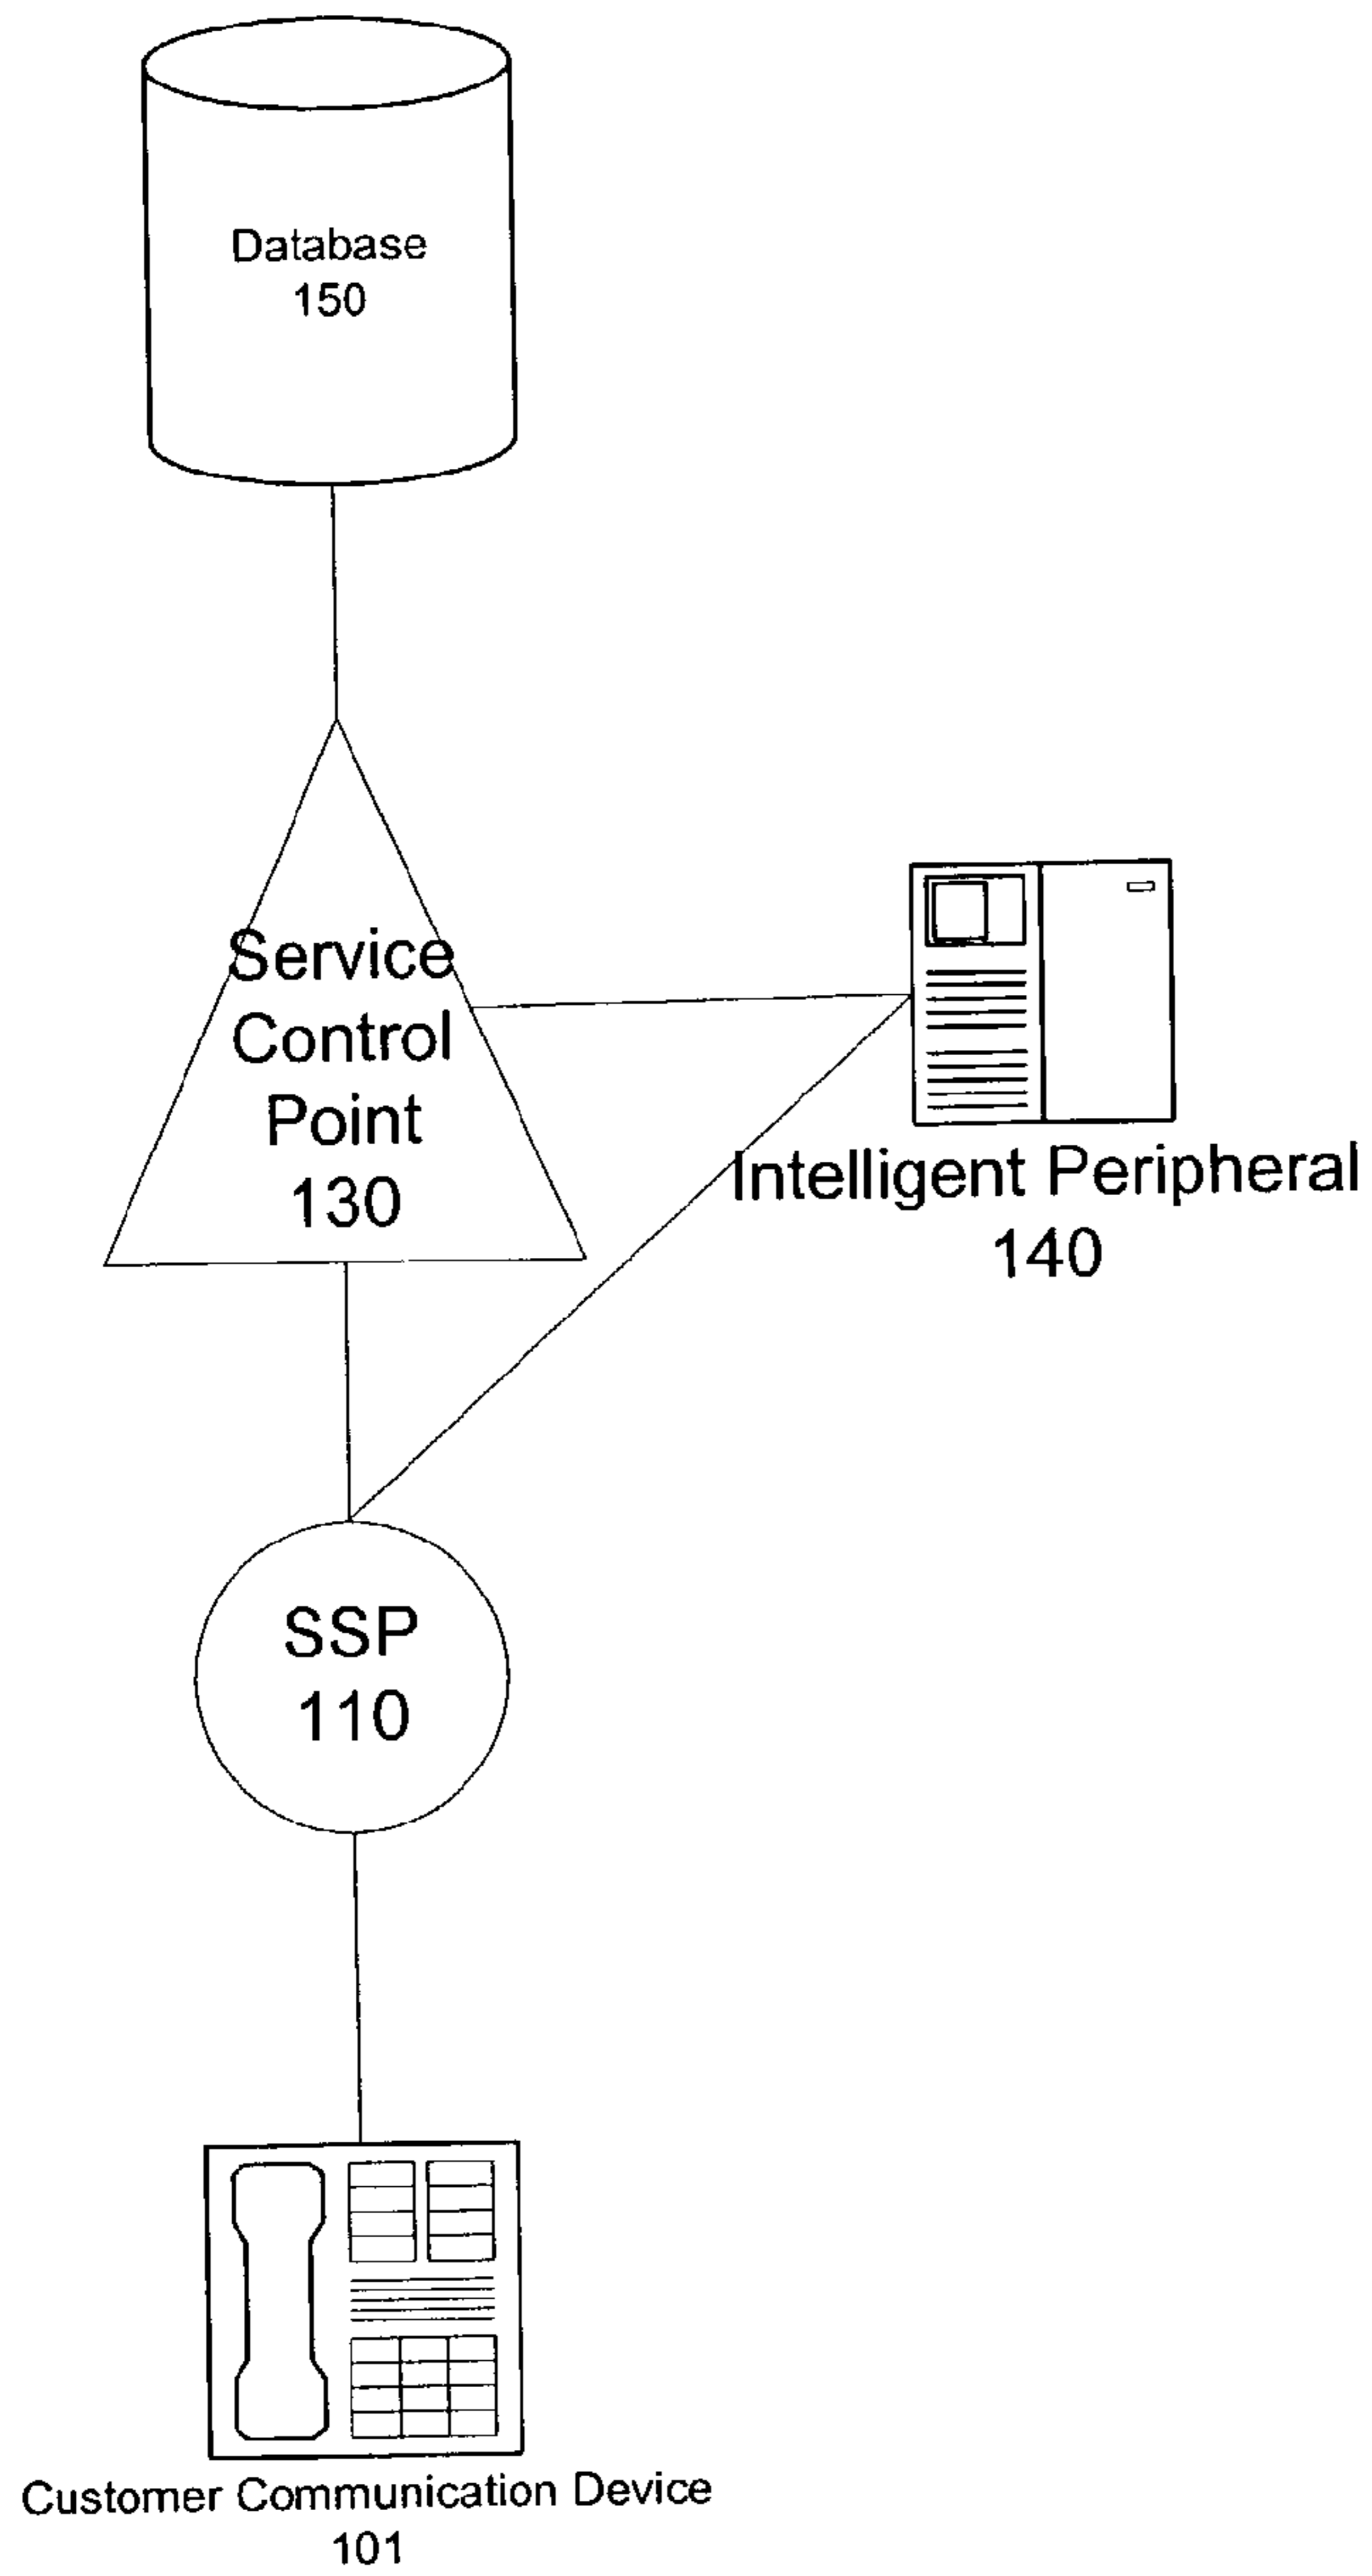 Database
150
Service
Control
Point
130
Intelligent Peripheral
140
SSP
110
Customer Communication Device
101